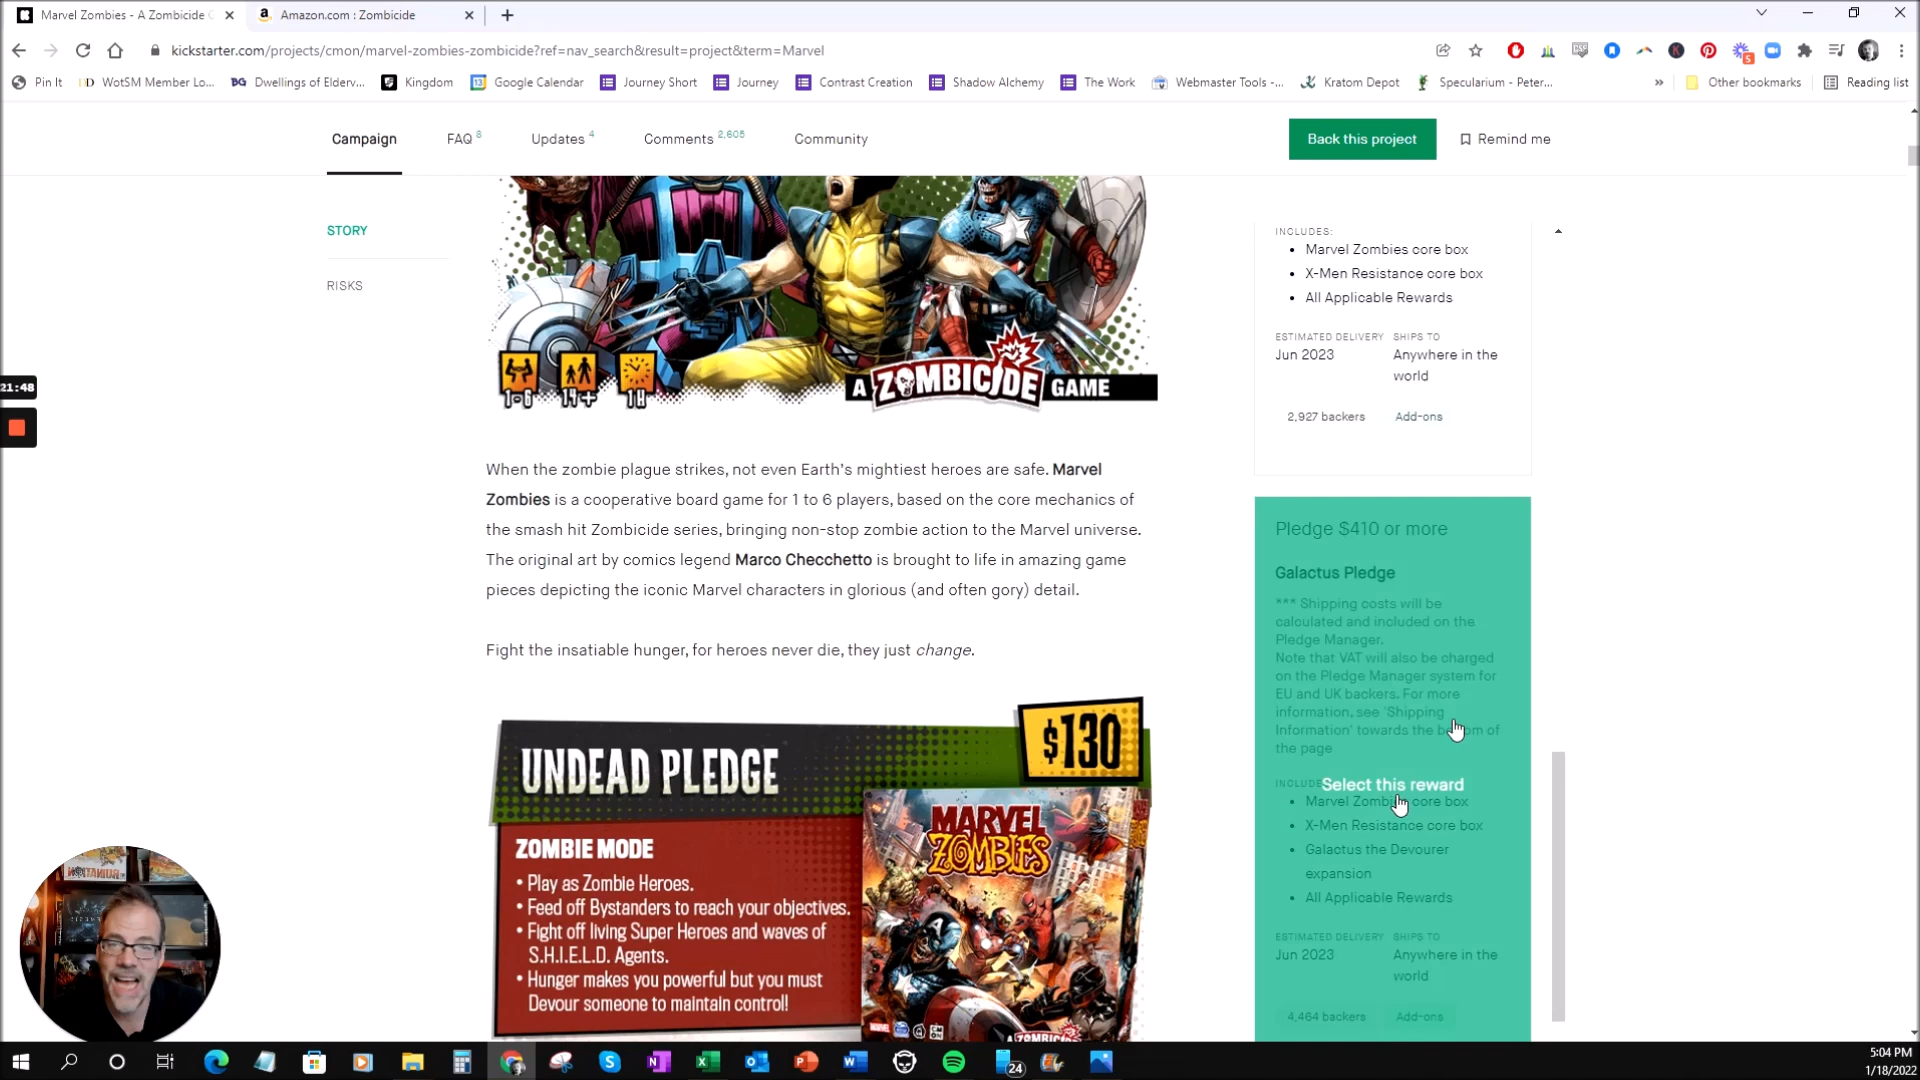 Marvel Zombies - A Zombicide G
Amazon.com : Zombicide
kickstarter.com/projects/cmon/marvel-zombies-zombicide?ref=nav_search&result=project&term=Marvel
Pin It
WotSM Member Lo...
Dwellings of Elderv...
Kingdom
Google Calendar
Journey Short
Journey
Contrast Creation
Shadow Alchemy
The Work
Webmaster Tools -...
Kratom Depot
Specularium - Peter...
»
Other bookmarks
Reading list
Campaign
FAQ 8
Updates 4
Comments 2,605
Community
Back this project
Remind me
STORY
RISKS
21:48
1-6
14+
1H
A ZOMBICIDE GAME
When the zombie plague strikes, not even Earth's mightiest heroes are safe. Marvel
Zombies is a cooperative board game for 1 to 6 players, based on the core mechanics of
the smash hit Zombicide series, bringing non-stop zombie action to the Marvel universe.
The original art by comics legend Marco Checchetto is brought to life in amazing game
pieces depicting the iconic Marvel characters in glorious (and often gory) detail.
Fight the insatiable hunger, for heroes never die, they just change.
UNDEAD PLEDGE
$130
ZOMBIE MODE
• Play as Zombie Heroes.
• Feed off Bystanders to reach your objectives.
• Fight off living Super Heroes and waves of
S.H.I.E.L.D. Agents.
• Hunger makes you powerful but you must
Devour someone to maintain control!
MARVEL
ZOMBIES
MARVEL
ZOMBICIDE
INCLUDES:
• Marvel Zombies core box
• X-Men Resistance core box
• All Applicable Rewards
ESTIMATED DELIVERY
SHIPS TO
Jun 2023
Anywhere in the
world
2,927 backers
Add-ons
Pledge $410 or more
Galactus Pledge
*** Shipping costs will be
calculated and included on the
Pledge Manager.
Note that VAT will also be charged
on the Pledge Manager system for
EU and UK backers. For more
information, see 'Shipping
Information' towards the bottom of
the page
INCLUDE
Select this reward
• Marvel Zombies core box
• X-Men Resistance core box
• Galactus the Devourer
expansion
• All Applicable Rewards
ESTIMATED DELIVERY
SHIPS TO
Jun 2023
Anywhere in the
world
4,464 backers
Add-ons
24
5:04 PM
1/18/2022